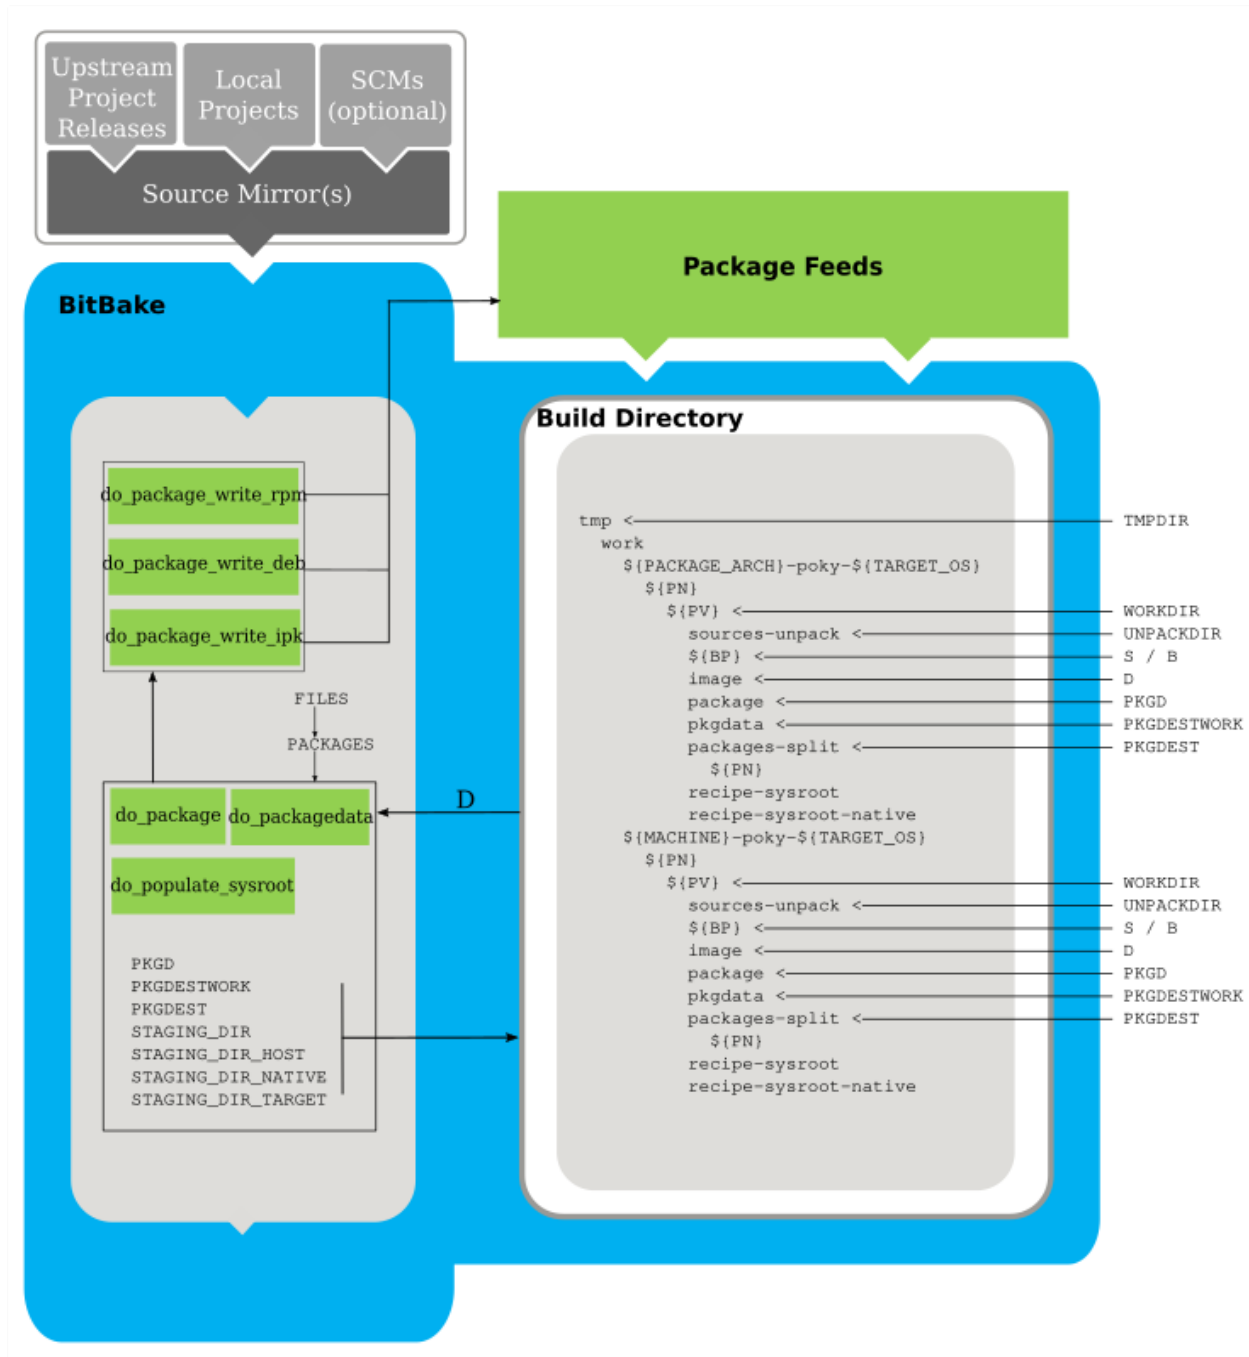 Upstream
Project
Releases
Local
Projects
SCMs
(optional)
Source Mirror(s)
BitBake
Package Feeds
do_package_write_rpm
do_package_write_deb
do_package_write_ipk
FILES
PACKAGES
do_package
do_packagedata
do_populate_sysroot
PKGD
PKGDESTWORK
PKGDEST
STAGING_DIR
STAGING_DIR_HOST
STAGING_DIR_NATIVE
STAGING_DIR_TARGET
D
Build Directory
tmp < TMPDIR
work
${PACKAGE_ARCH}-poky-${TARGET_OS}
${PN}
${PV} < WORKDIR
sources-unpack < UNPACKDIR
${BP} < S / B
image < D
package < PKGD
pkgdata < PKGDESTWORK
packages-split < PKGDEST
${PN}
recipe-sysroot
recipe-sysroot-native
${MACHINE}-poky-${TARGET_OS}
${PN}
${PV} < WORKDIR
sources-unpack < UNPACKDIR
${BP} < S / B
image < D
package < PKGD
pkgdata < PKGDESTWORK
packages-split < PKGDEST
${PN}
recipe-sysroot
recipe-sysroot-native